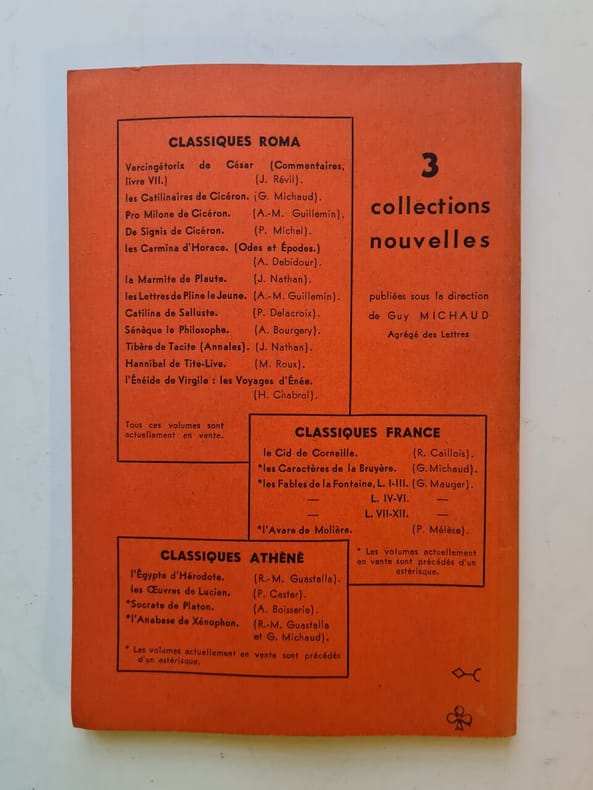 CLASSIQUES ROMA
Vercingétorix de César (Commentaires,
livre VII.) (J. Révil).
les Catilinaires de Cicéron. (G. Michaud).
Pro Milone de Cicéron. (A.-M. Guillemin).
De Signis de Cicéron. (P. Michel).
les Carmina d'Horace. (Odes et Épodes.)
(A. Debidour).
la Marmite de Plaute. (J. Nathan).
les Lettres de Pline le Jeune. (A.-M. Guillemin).
Catilina de Salluste. (P. Delacroix).
Sénèque le Philosophe. (A. Bourgery).
Tibère de Tacite (Annales). (J. Nathan).
Hannibal de Tite-Live. (M. Roux).
l'Énéide de Virgile : les Voyages d'Énée.
(H. Chabrol).
Tous ces volumes sont
actuellement en vente.
3
collections
nouvelles
publiées sous la direction
de Guy MICHAUD
Agrégé des Lettres
CLASSIQUES FRANCE
le Cid de Corneille. (R. Caillois).
*les Caractères de la Bruyère. (G. Michaud).
*les Fables de la Fontaine, L. I-III. (G. Mauger).
— L. IV-VI. —
— L. VII-XII. —
*l'Avare de Molière. (P. Mélèse).
* Les volumes actuellement
en vente sont précédés d'un
astérisque.
CLASSIQUES ATHÈNÈ
l'Égypte d'Hérodote. (R.-M. Guastalla).
les Œuvres de Lucien. (P. Caster).
*Socrate de Platon. (A. Boisserie).
*l'Anabase de Xénophon. (R.-M. Guastalla
et G. Michaud).
* Les volumes actuellement en vente sont précédés
d'un astérisque.